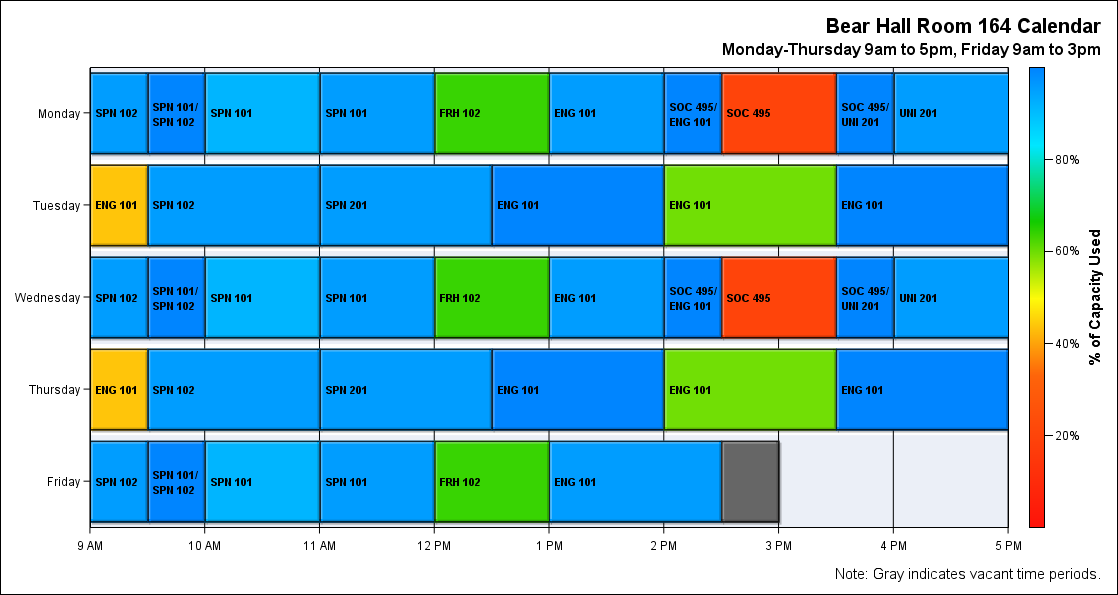 Bear Hall Room 164 Calendar
Monday-Thursday 9am to 5pm, Friday 9am to 3pm
Monday
SPN 102
SPN 101/
SPN 102
SPN 101
SPN 101
FRH 102
ENG 101
SOC 495/
ENG 101
SOC 495
SOC 495/
UNI 201
UNI 201
Tuesday
ENG 101
SPN 102
SPN 201
ENG 101
ENG 101
ENG 101
Wednesday
SPN 102
SPN 101/
SPN 102
SPN 101
SPN 101
FRH 102
ENG 101
SOC 495/
ENG 101
SOC 495
SOC 495/
UNI 201
UNI 201
Thursday
ENG 101
SPN 102
SPN 201
ENG 101
ENG 101
ENG 101
Friday
SPN 102
SPN 101/
SPN 102
SPN 101
SPN 101
FRH 102
ENG 101
9 AM
10 AM
11 AM
12 PM
1 PM
2 PM
3 PM
4 PM
5 PM
80%
60%
40%
20%
% of Capacity Used
Note: Gray indicates vacant time periods.